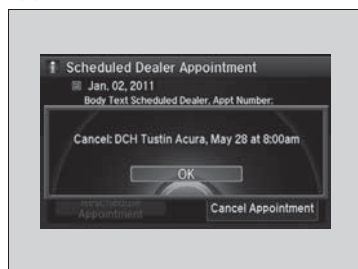 Scheduled Dealer Appointment
Jan. 02, 2011
Body Text Scheduled Dealer, Appt Number:
Cancel: DCH Tustin Acura, May 28 at 8:00am
OK
Reschedule
Appointment
Cancel Appointment